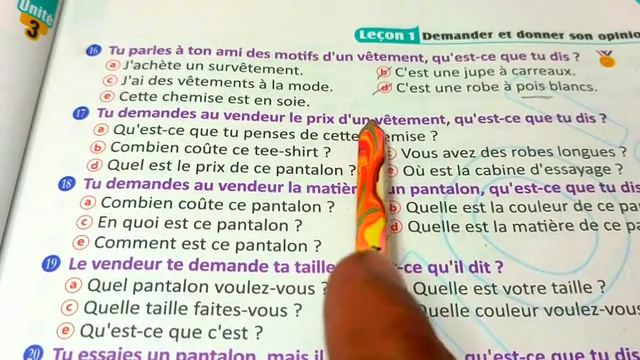 Unité
3
Leçon 1 Demander et donner son opinio
16 Tu parles à ton ami des motifs d'un vêtement, qu'est-ce que tu dis ?
a J'achète un survêtement.
b C'est une jupe à carreaux.
c J'ai des vêtements à la mode.
d C'est une robe à pois blancs.
e Cette chemise est en soie.
17 Tu demandes au vendeur le prix d'un vêtement, qu'est-ce que tu dis ?
a Qu'est-ce que tu penses de cette emise ?
b Combien coûte ce tee-shirt ?
Vous avez des robes longues ?
d Quel est le prix de ce pantalon ?
e Où est la cabine d'essayage ?
18 Tu demandes au vendeur la matièr un pantalon, qu'est-ce que tu dis
a Combien coûte ce pantalon ?
b Quelle est la couleur de ce pa
c En quoi est ce pantalon ?
d Quelle est la matière de ce pa
e Comment est ce pantalon ?
19 Le vendeur te demande ta taille -ce qu'il dit ?
a Quel pantalon voulez-vous ?
Quelle est votre taille ?
c Quelle taille faites-vous ?
uelle couleur voulez-vous
e Qu'est-ce que c'est ?
20 Tu essaies un pantalon, mais il qu'est-ce que tu dis